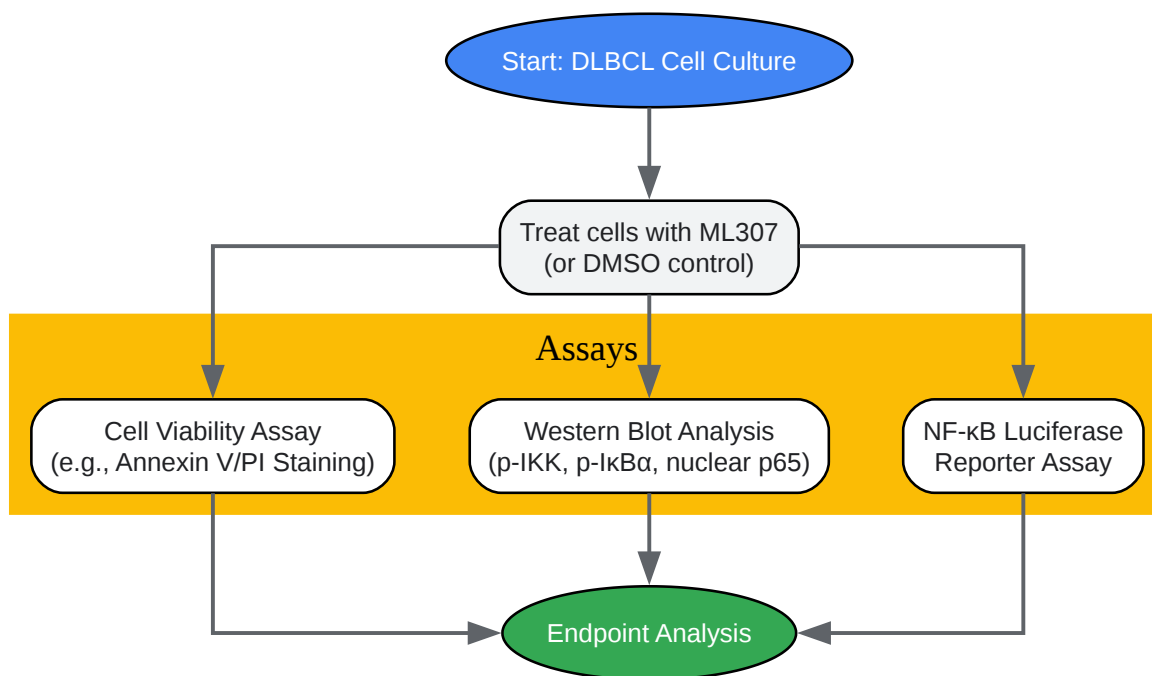 Start: DLBCL Cell Culture
Treat cells with ML307
(or DMSO control)
Assays
Cell Viability Assay
(e.g., Annexin V/PI Staining)
Western Blot Analysis
(p-IKK, p-IκBα, nuclear p65)
NF-κB Luciferase
Reporter Assay
Endpoint Analysis